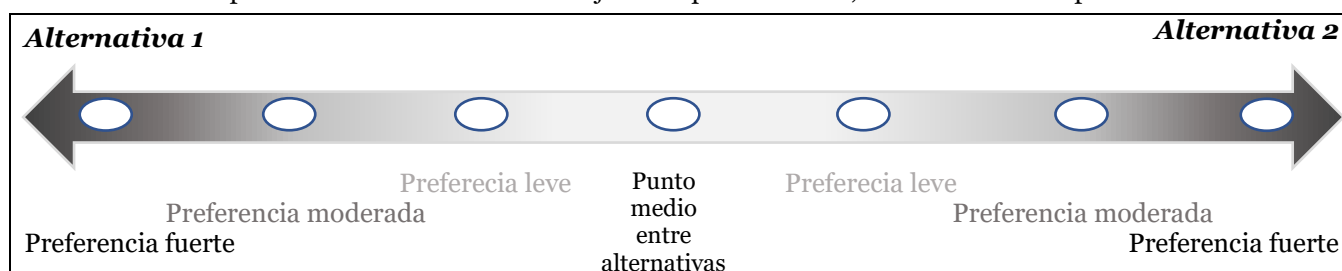 Alternativa 1
Alternativa 2
Preferecia leve
Punto
medio
entre
alternativas
Preferecia leve
Preferencia moderada
Preferencia moderada
Preferencia fuerte
Preferencia fuerte